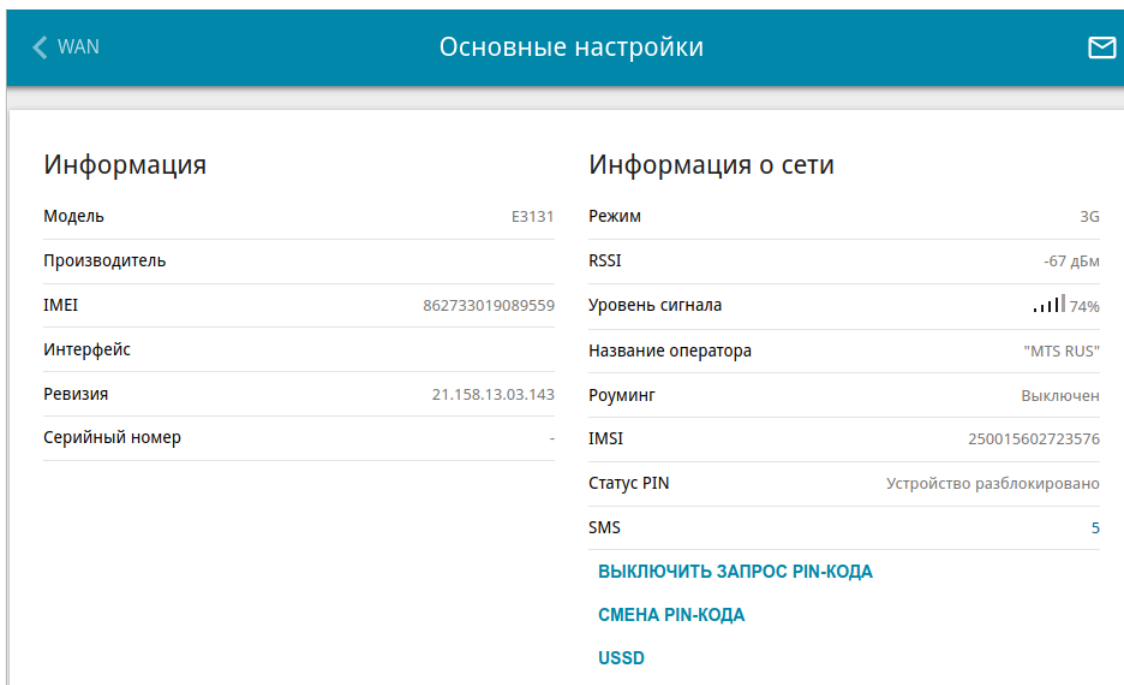 WAN
Основные настройки
Информация
Модель E3131
Производитель
IMEI 862733019089559
Интерфейс
Ревизия 21.158.13.03.143
Серийный номер -
Информация о сети
Режим 3G
RSSI -67 дБм
Уровень сигнала 74%
Название оператора "MTS RUS"
Роуминг Выключен
IMSI 250015602723576
Статус PIN Устройство разблокировано
SMS 5
ВЫКЛЮЧИТЬ ЗАПРОС PIN-КОДА
СМЕНА PIN-КОДА
USSD